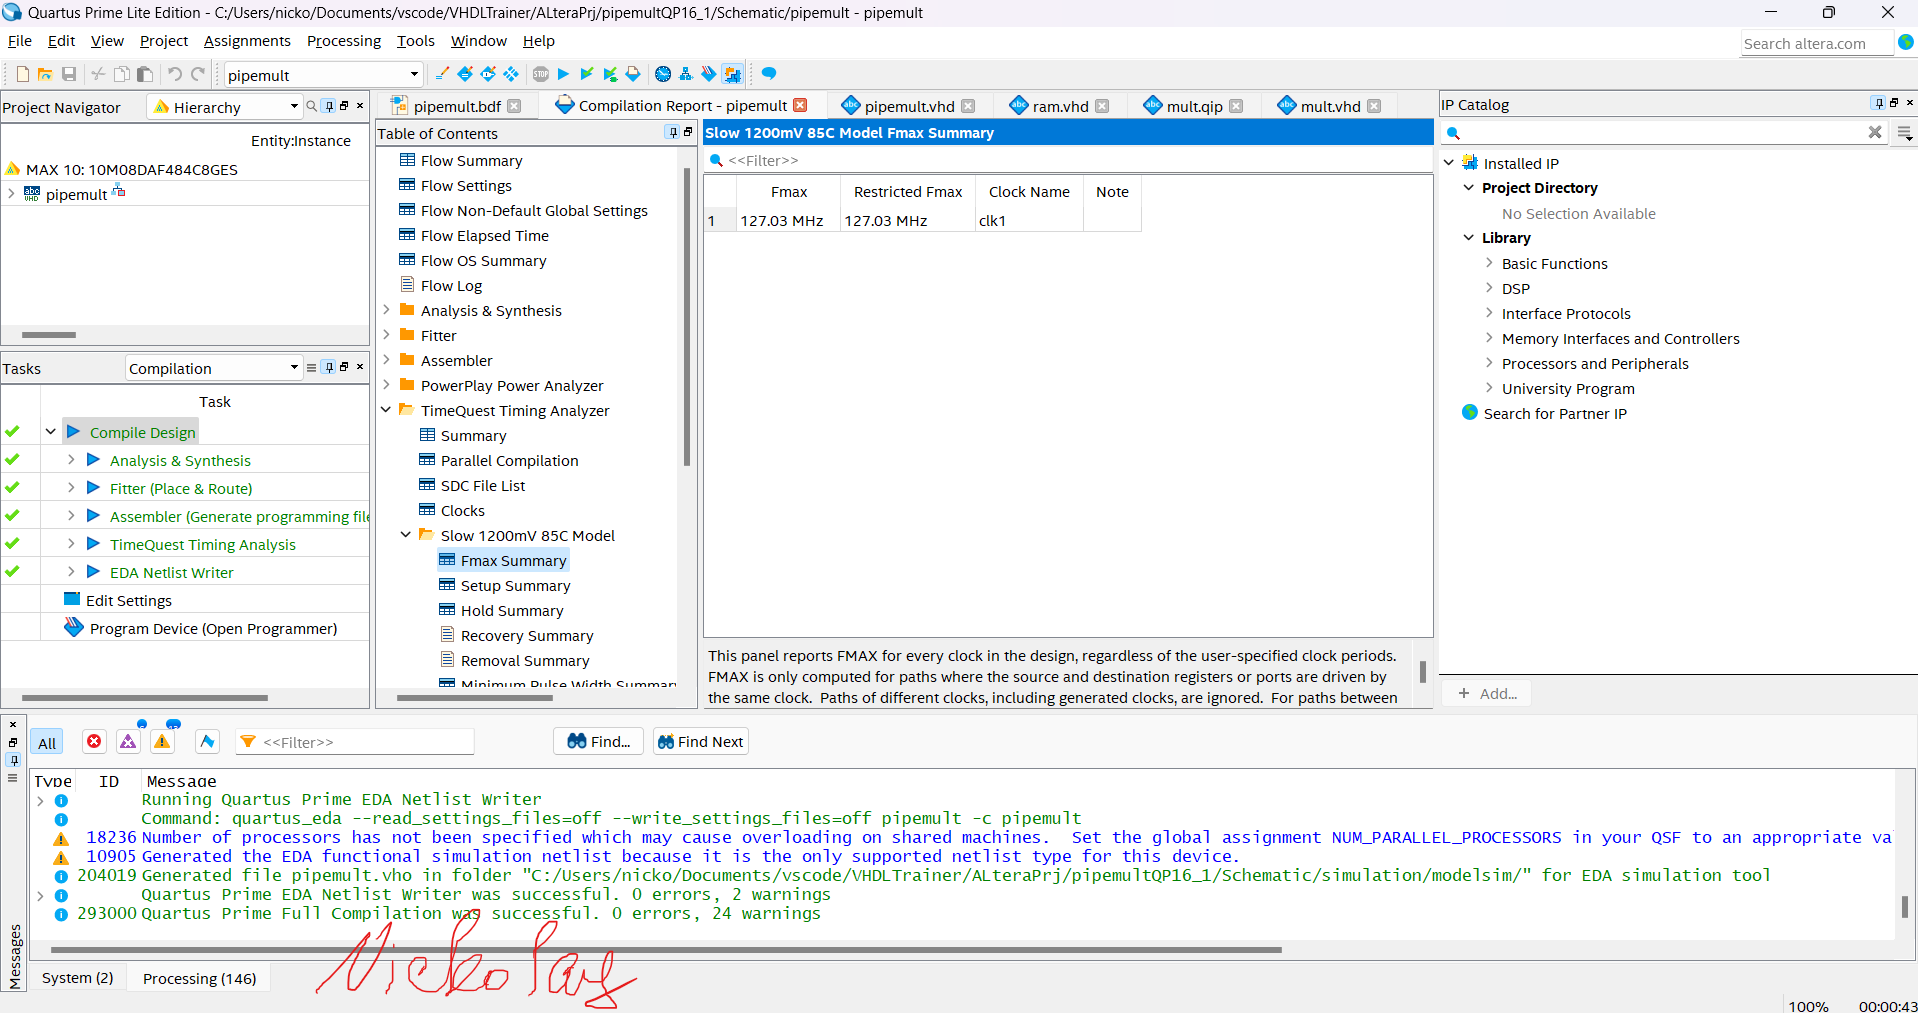 Quartus Prime Lite Edition - C:/Users/nicko/Documents/vscode/VHDLTrainer/ALteraPrj/pipemultQP16_1/Schematic/pipemult - pipemult
File Edit View Project Assignments Processing Tools Window Help
Search altera.com
pipemult
STOP
Project Navigator
Hierarchy
Entity:Instance
MAX 10: 10M08DAF484C8GES
pipemult
Tasks
Compilation
Task
Compile Design
Analysis & Synthesis
Fitter (Place & Route)
Assembler (Generate programming file
TimeQuest Timing Analysis
EDA Netlist Writer
Edit Settings
Program Device (Open Programmer)
pipemult.bdf
Compilation Report - pipemult
pipemult.vhd
ram.vhd
mult.qip
mult.vhd
Table of Contents
Flow Summary
Flow Settings
Flow Non-Default Global Settings
Flow Elapsed Time
Flow OS Summary
Flow Log
Analysis & Synthesis
Fitter
Assembler
PowerPlay Power Analyzer
TimeQuest Timing Analyzer
Summary
Parallel Compilation
SDC File List
Clocks
Slow 1200mV 85C Model
Fmax Summary
Setup Summary
Hold Summary
Recovery Summary
Removal Summary
Minimum Pulse Width Summary
Slow 1200mV 85C Model Fmax Summary
<<Filter>>
Fmax Restricted Fmax Clock Name Note
1 127.03 MHz 127.03 MHz clk1
This panel reports FMAX for every clock in the design, regardless of the user-specified clock periods.
FMAX is only computed for paths where the source and destination registers or ports are driven by
the same clock. Paths of different clocks, including generated clocks, are ignored. For paths between
IP Catalog
Installed IP
Project Directory
No Selection Available
Library
Basic Functions
DSP
Interface Protocols
Memory Interfaces and Controllers
Processors and Peripherals
University Program
Search for Partner IP
+ Add...
All
<<Filter>>
Find...
Find Next
Type ID Message
Running Quartus Prime EDA Netlist Writer
Command: quartus_eda --read_settings_files=off --write_settings_files=off pipemult -c pipemult
18236 Number of processors has not been specified which may cause overloading on shared machines. Set the global assignment NUM_PARALLEL_PROCESSORS in your QSF to an appropriate va
10905 Generated the EDA functional simulation netlist because it is the only supported netlist type for this device.
204019 Generated file pipemult.vho in folder "C:/Users/nicko/Documents/vscode/VHDLTrainer/ALteraPrj/pipemultQP16_1/Schematic/simulation/modelsim/" for EDA simulation tool
Quartus Prime EDA Netlist Writer was successful. 0 errors, 2 warnings
293000 Quartus Prime Full Compilation was successful. 0 errors, 24 warnings
Messages
System (2)
Processing (146)
100% 00:00:43